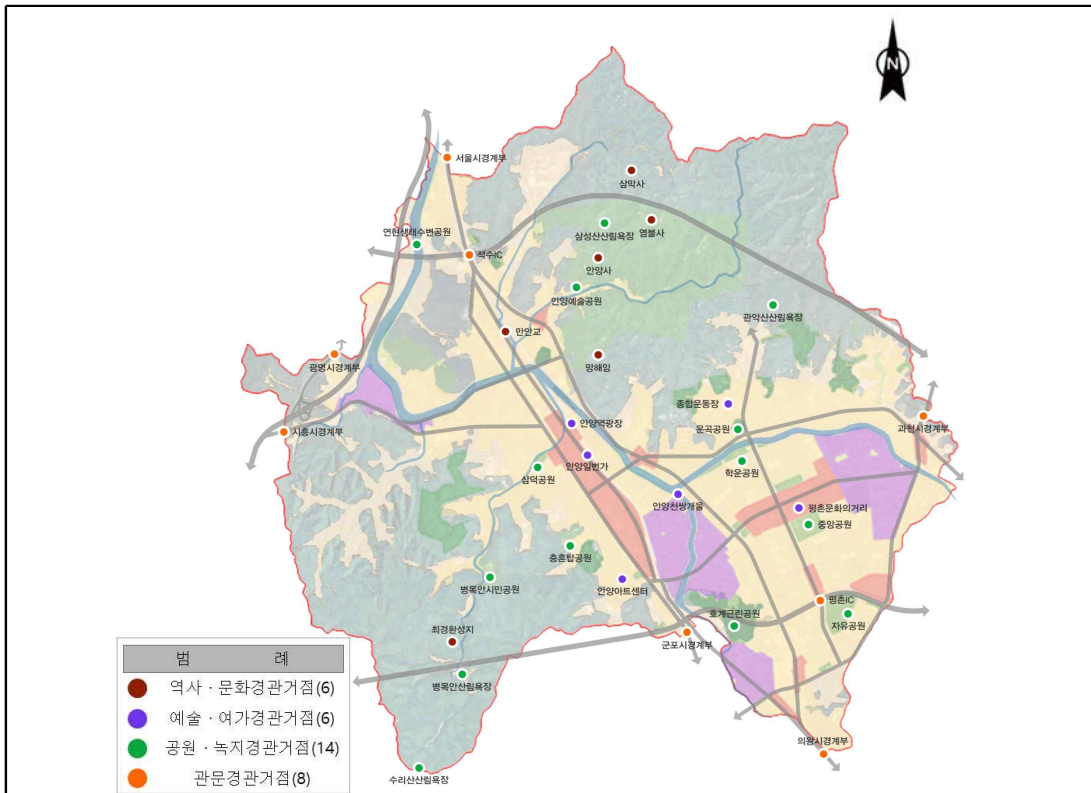 N
서울시경계부
삼막사
연현생태수변공원
삼성산산림욕장
염불사
석수IC
안양사
안양예술공원
관악산산림욕장
만안교
광명시경계부
망해암
종합운동장
과천시경계부
안양역광장
운곡공원
시흥시경계부
안양일번가
삼덕공원
학운공원
안양천쌍개울
평촌문화의거리
중앙공원
충혼탑공원
병목안시민공원
안양아트센터
평촌IC
호계근린공원
자유공원
최경환성지
군포시경계부
병목안산림욕장
의왕시경계부
수리산산림욕장
범 례
역사 · 문화경관거점(6)
예술 · 여가경관거점(6)
공원 · 녹지경관거점(14)
관문경관거점(8)